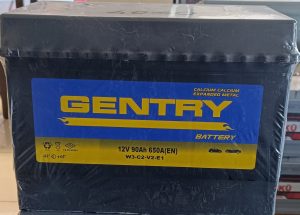 CALCIUM CALCIUM
EXPANDED METAL
GENTRY
BATTERY
12V 90Ah 650A(EN)
W3-C2-V2-E1